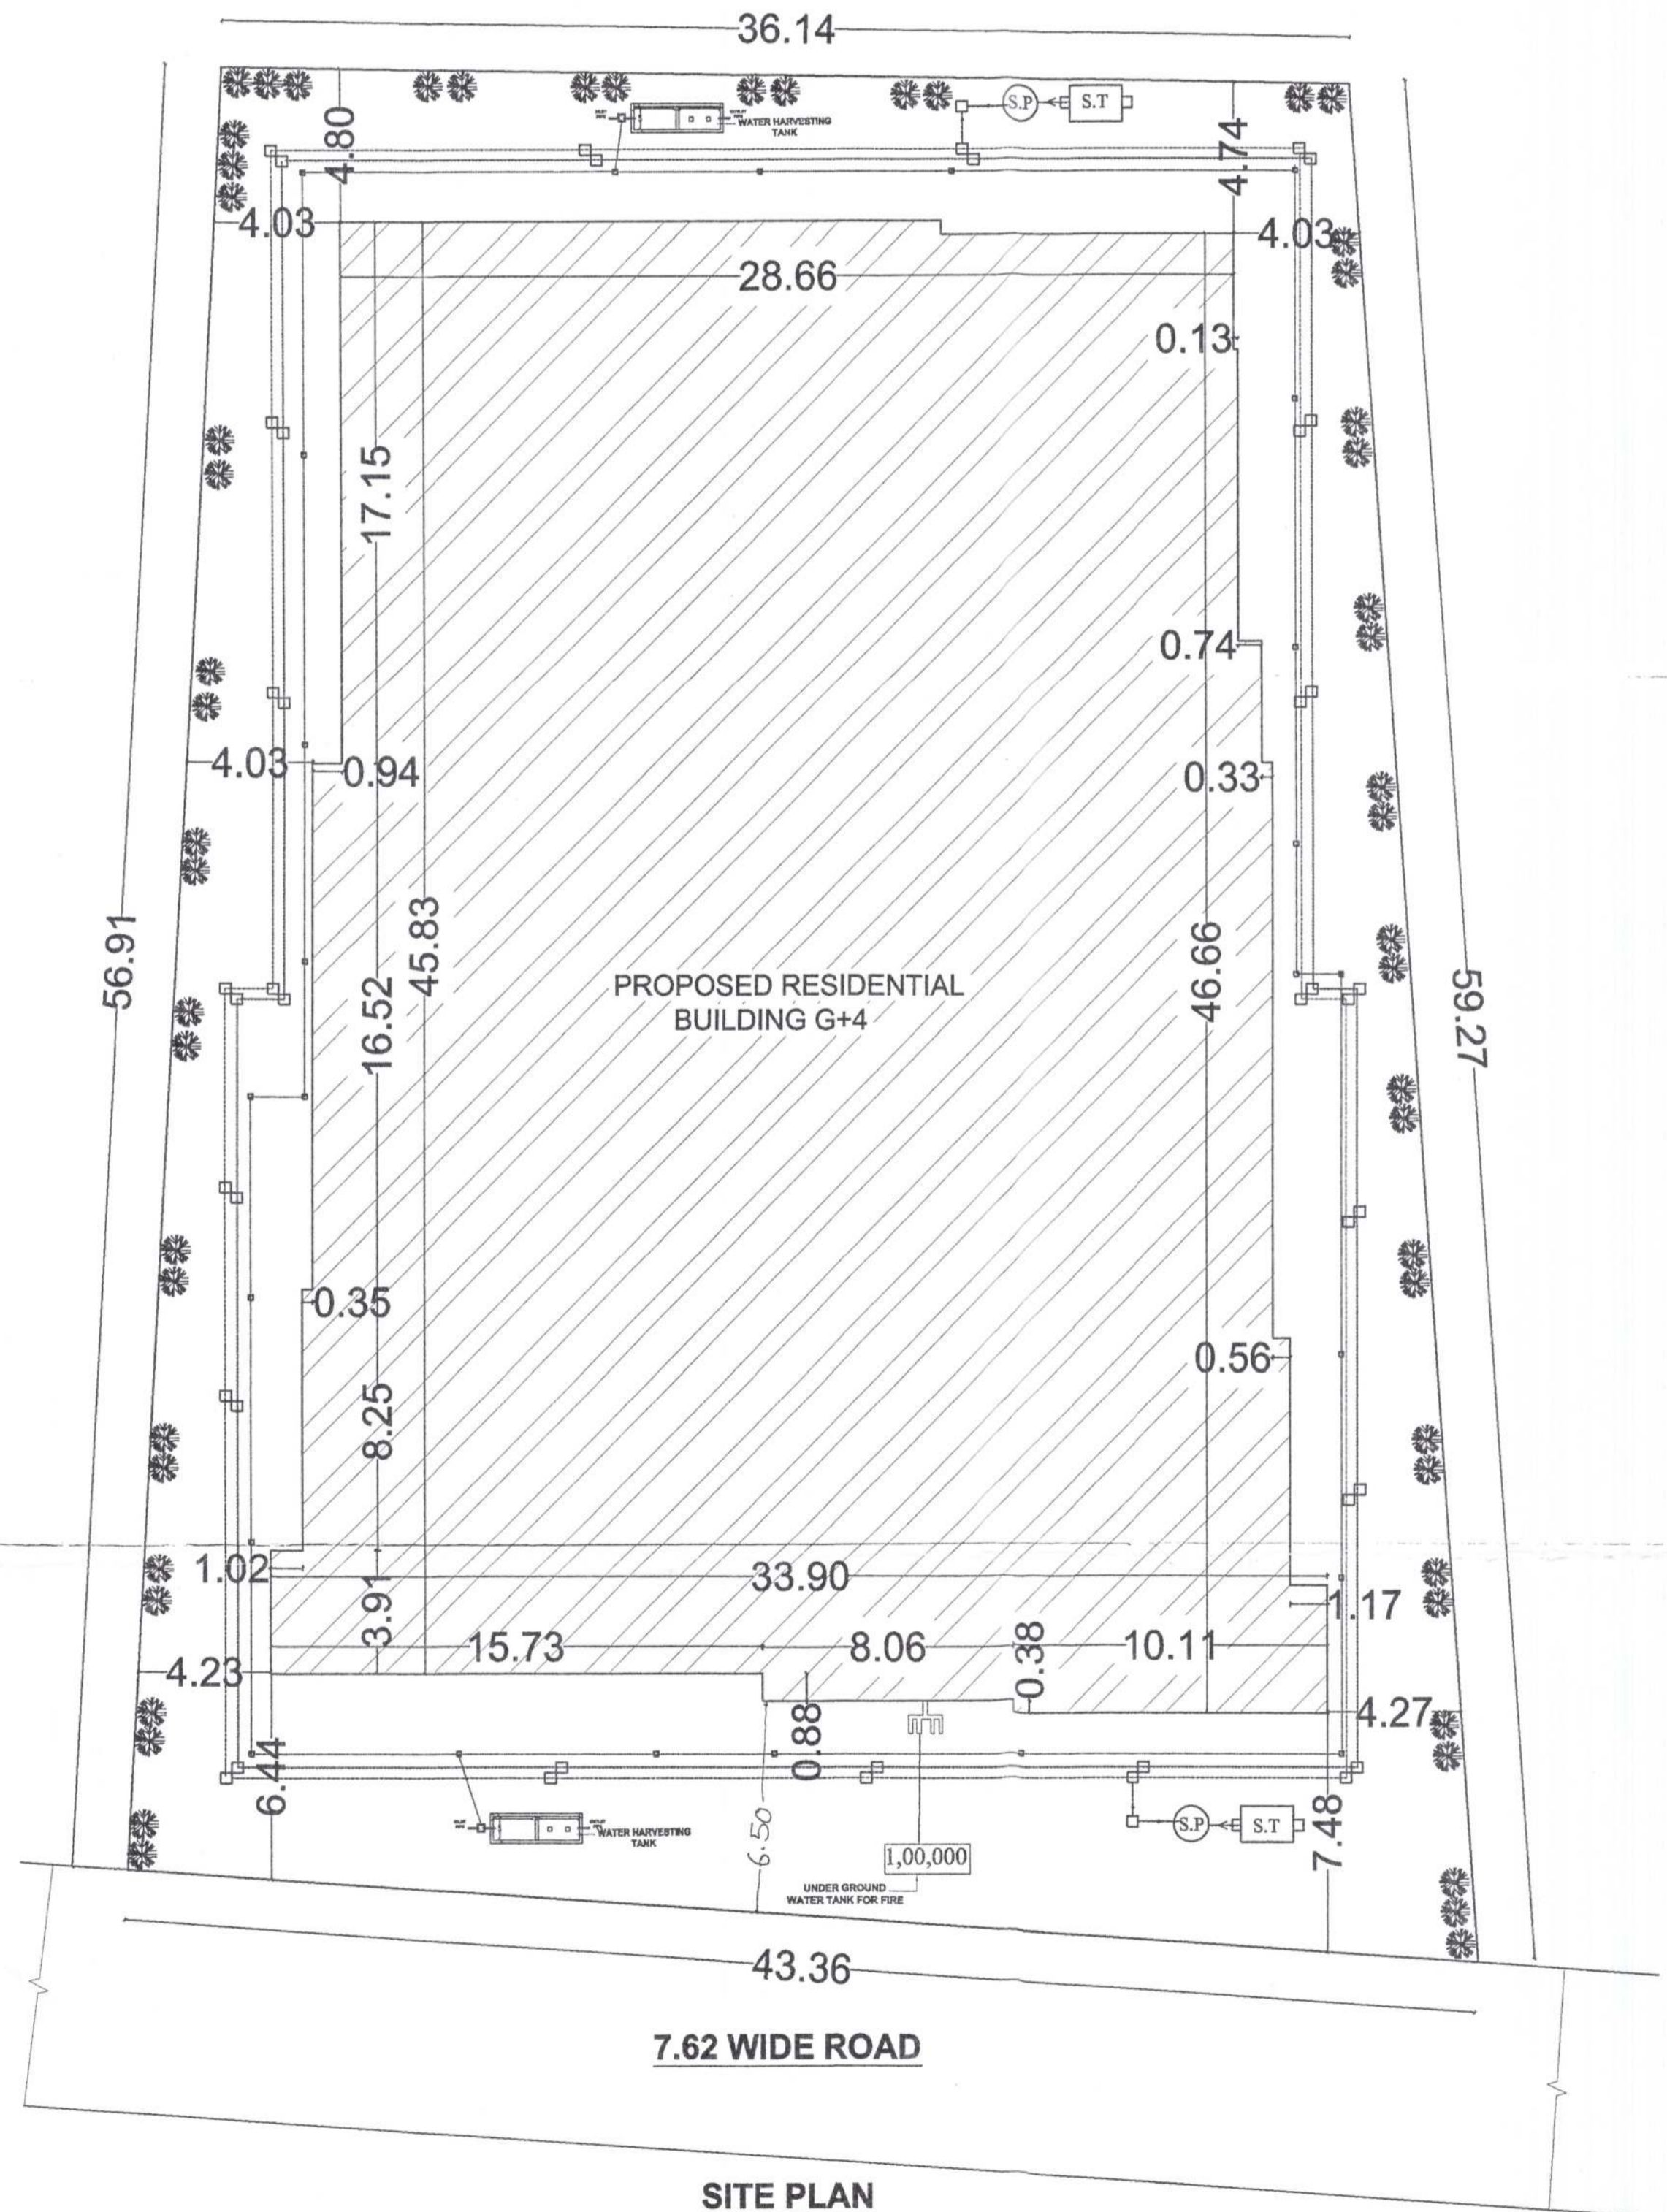 36.14
4.80
INLET PIPE
OUTLET PIPE
WATER HARVESTING
TANK
S.P
S.T
4.74
4.03
4.03
28.66
0.13
17.15
0.74
4.03
0.94
0.33
45.83
56.91
16.52
46.66
59.27
PROPOSED RESIDENTIAL
BUILDING G+4
0.35
0.56
8.25
1.02
33.90
3.91
1.17
15.73
8.06
0.38
10.11
4.23
4.27
0.88
6.44
6.50
7.48
WATER HARVESTING
TANK
S.P
S.T
1,00,000
UNDER GROUND
WATER TANK FOR FIRE
43.36
7.62 WIDE ROAD
SITE PLAN